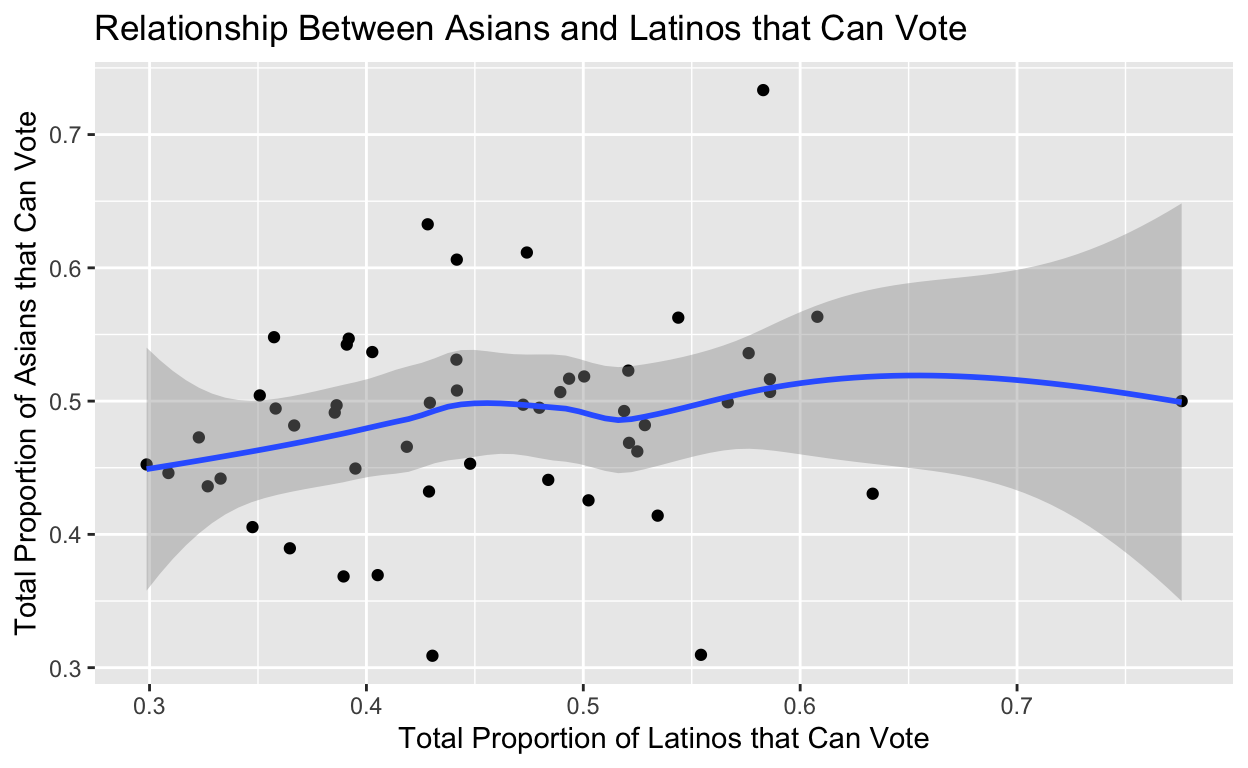 Relationship Between Asians and Latinos that Can Vote
Total Proportion of Asians that Can Vote
0.7
0.6
0.5
0.4
0.3
0.3 0.4 0.5 0.6 0.7
Total Proportion of Latinos that Can Vote